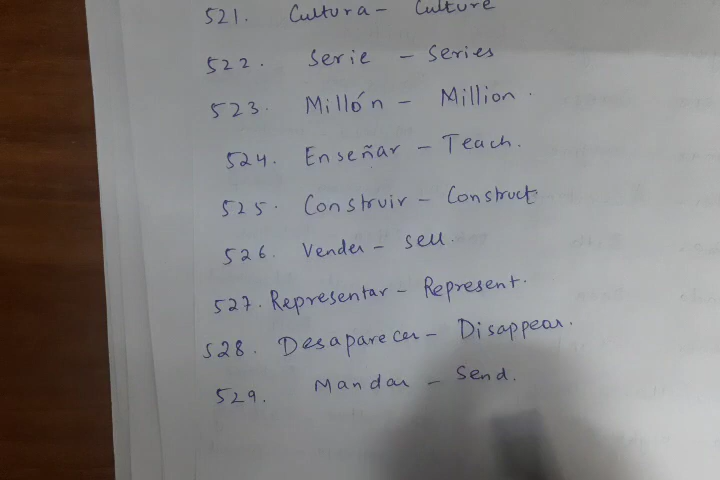 521. Cultura - Culture
522. Serie - Series
523. Millón - Million.
524. Enseñar - Teach.
525. Construir - Construct
526. Vender - sell.
527. Representar - Represent.
528. Desaparecer - Disappear.
529. Mandar - Send.